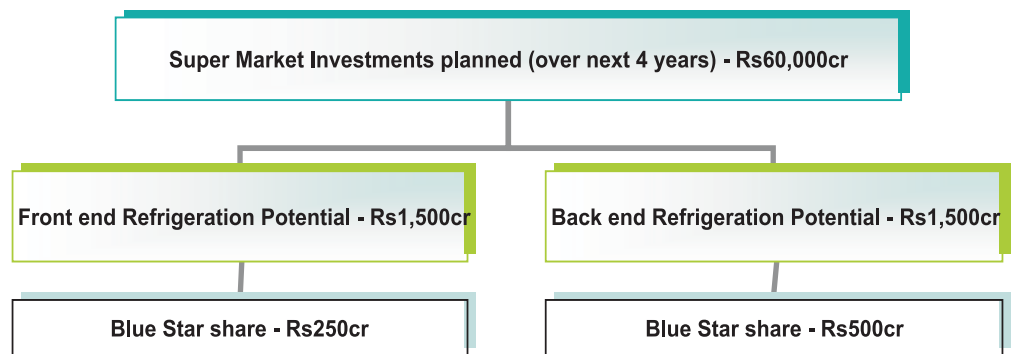 Super Market Investments planned (over next 4 years) - Rs60,000cr
Front end Refrigeration Potential - Rs1,500cr
Back end Refrigeration Potential - Rs1,500cr
Blue Star share - Rs250cr
Blue Star share - Rs500cr